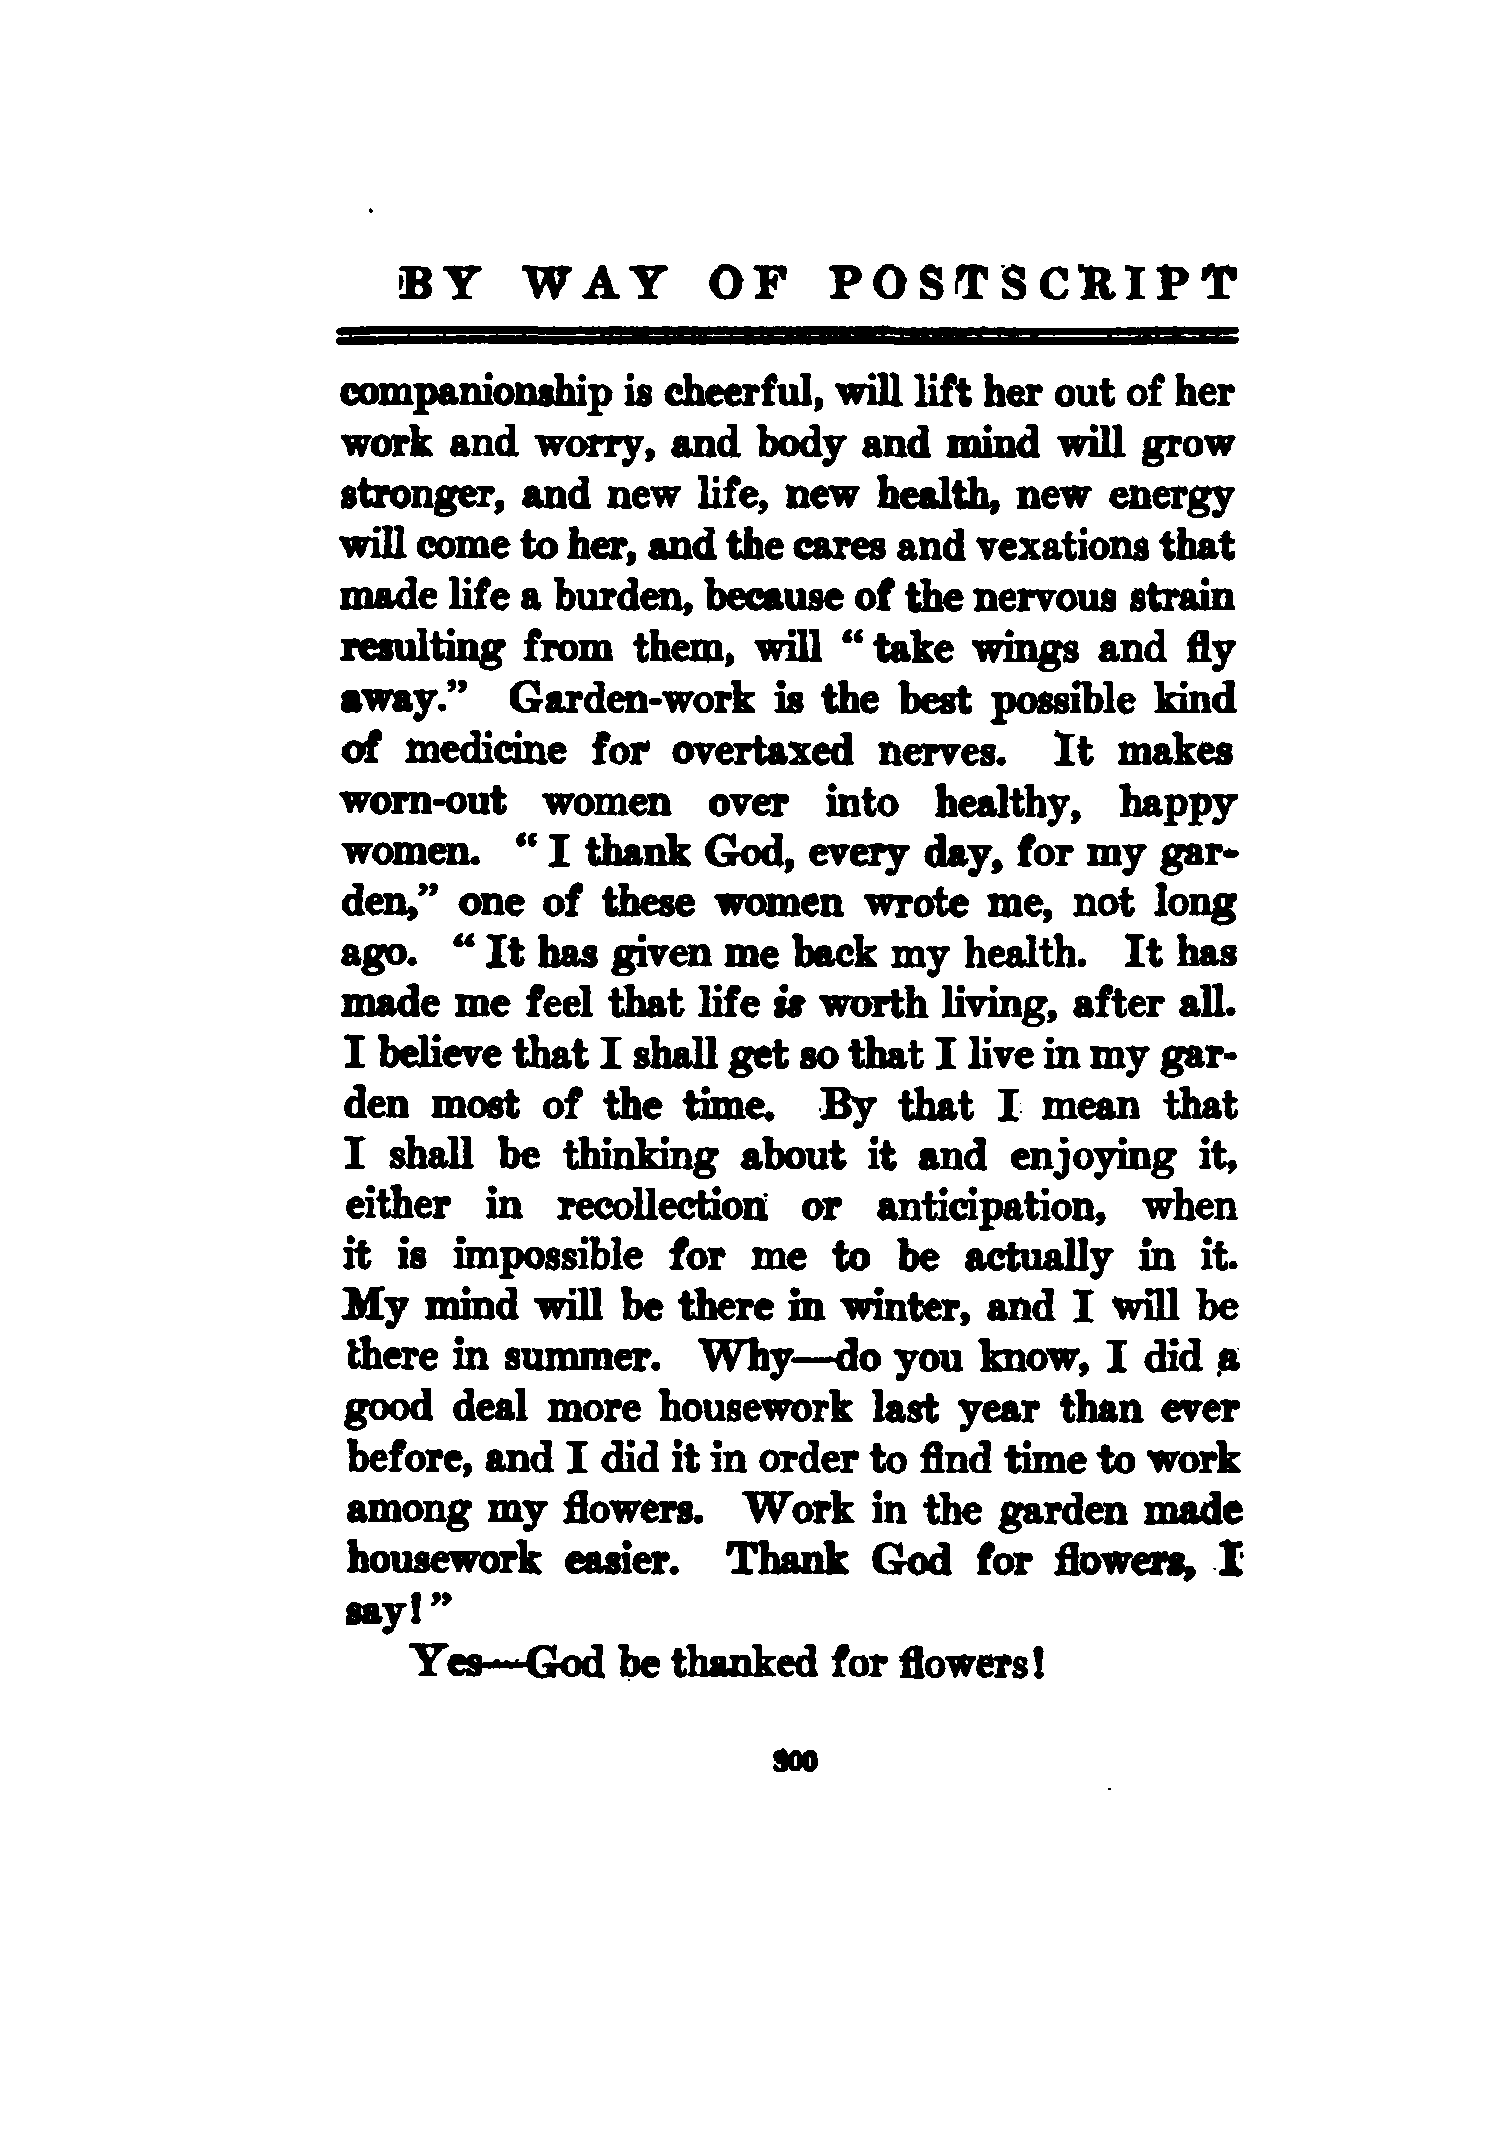 BY WAY OF POSTSCRIPT
companionship is cheerful, will lift her out of her
work and worry, and body and mind will grow
stronger, and new life, new health, new energy
will come to her, and the cares and vexations that
made life a burden, because of the nervous strain
resulting from them, will “ take wings and fly
away.” Garden-work is the best possible kind
of medicine for overtaxed nerves. It makes
worn-out women over into healthy, happy
women. “ I thank God, every day, for my gar-
den,” one of these women wrote me, not long
ago. “ It has given me back my health. It has
made me feel that life is worth living, after all.
I believe that I shall get so that I live in my gar-
den most of the time. By that I mean that
I shall be thinking about it and enjoying it,
either in recollection or anticipation, when
it is impossible for me to be actually in it.
My mind will be there in winter, and I will be
there in summer. Why—do you know, I did a
good deal more housework last year than ever
before, and I did it in order to find time to work
among my flowers. Work in the garden made
housework easier. Thank God for flowers, I
say! ”
Yes—God be thanked for flowers!
300